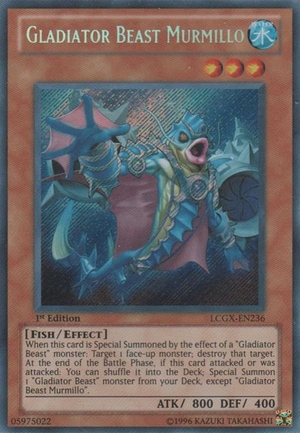 GLADIATOR BEAST MURMILLO
水
1st Edition
LCGX-EN236
[FISH/EFFECT]
When this card is Special Summoned by the effect of a "Gladiator
Beast" monster: Target 1 face-up monster; destroy that target.
At the end of the Battle Phase, if this card attacked or was
attacked: You can shuffle it into the Deck; Special Summon
1 "Gladiator Beast" monster from your Deck, except "Gladiator
Beast Murmillo".
ATK/ 800 DEF/ 400
05975022
©1996 KAZUKI TAKAHASHI